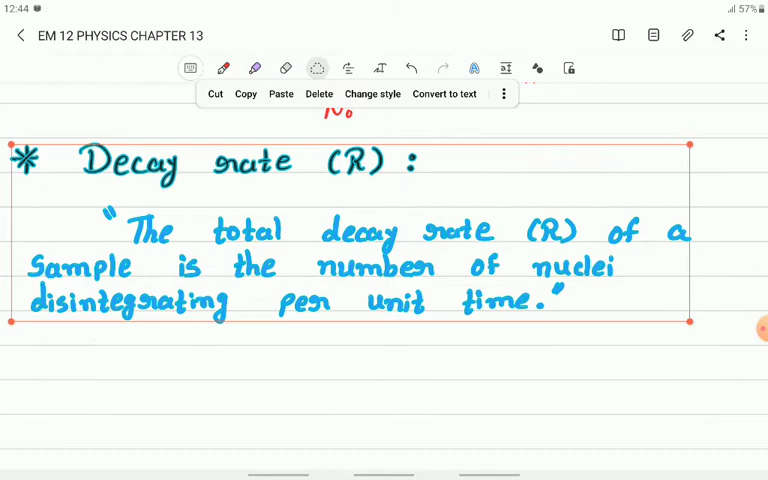 12:44
57%
EM 12 PHYSICS CHAPTER 13
Cut Copy Paste Delete Change style Convert to text
N₀
* Decay rate (R) :
"The total decay rate (R) of a
sample is the number of nuclei
disintegrating per unit time."